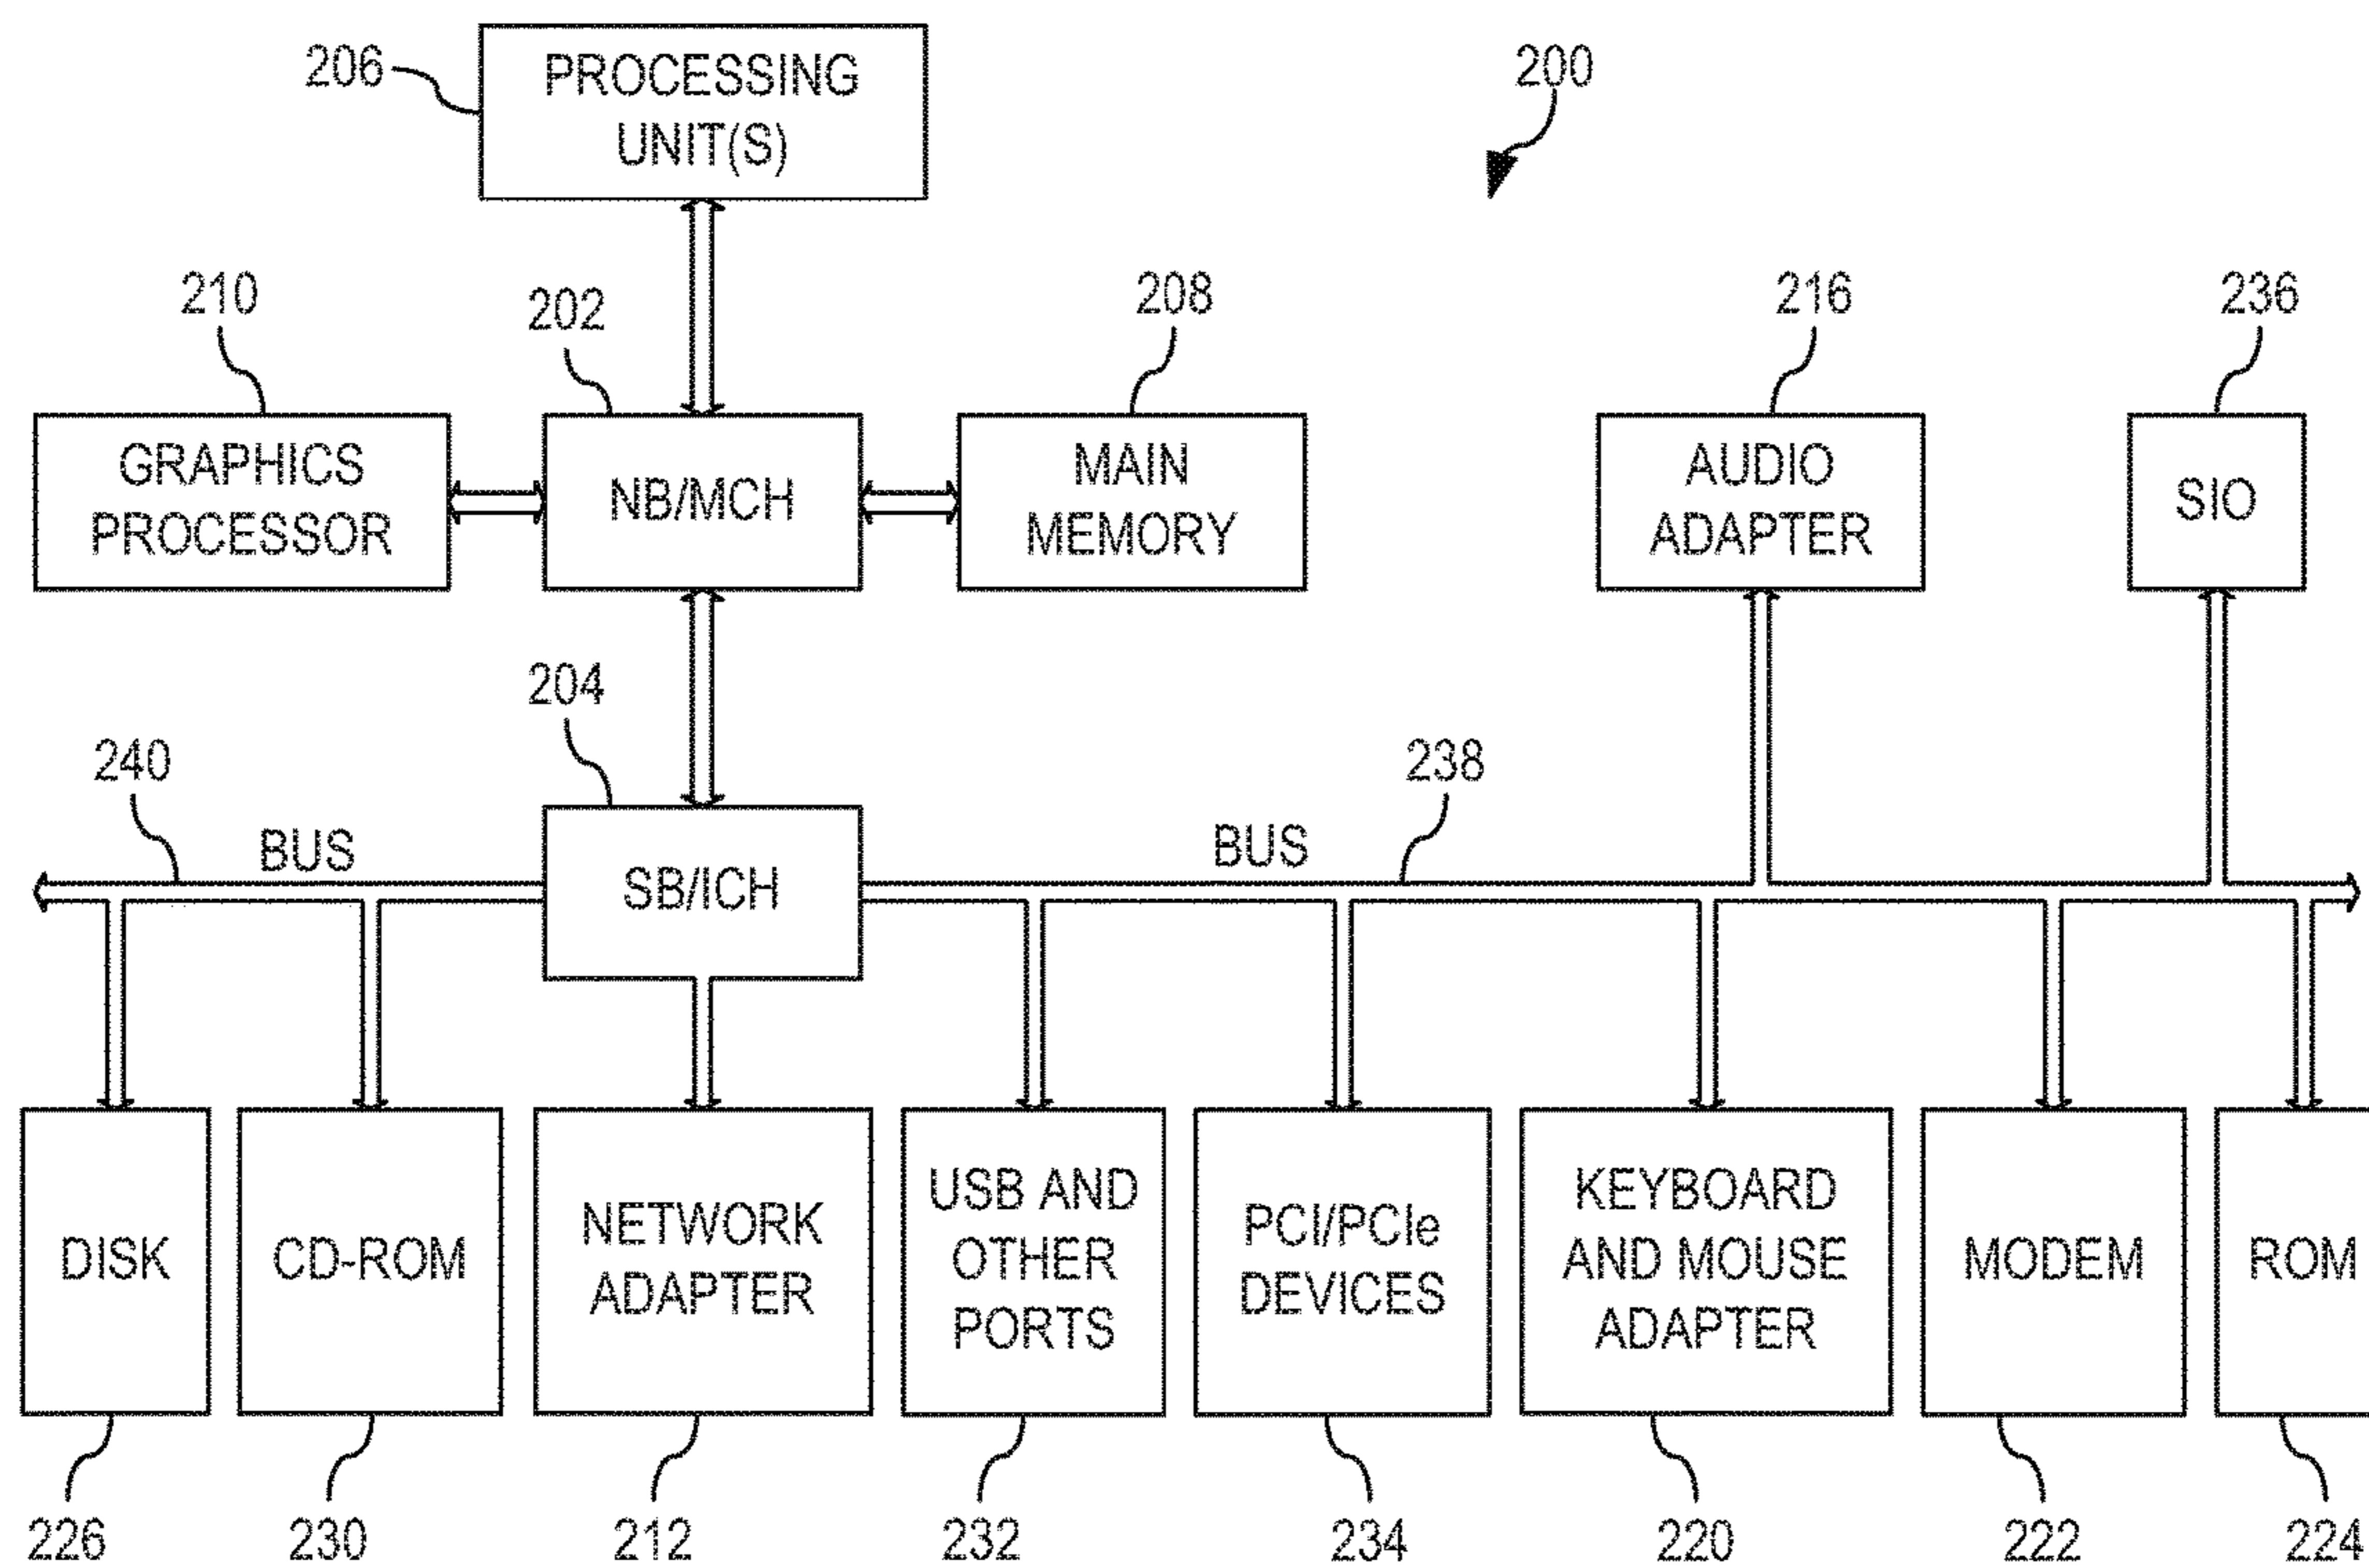 206
PROCESSING
UNIT(S)
200
210
202
208
216
236
GRAPHICS
PROCESSOR
NB/MCH
MAIN
MEMORY
AUDIO
ADAPTER
SIO
204
240
238
BUS
BUS
SB/ICH
DISK
CD-ROM
NETWORK
ADAPTER
USB AND
OTHER
PORTS
PCI/PCIe
DEVICES
KEYBOARD
AND MOUSE
ADAPTER
MODEM
ROM
226
230
212
232
234
220
222
224